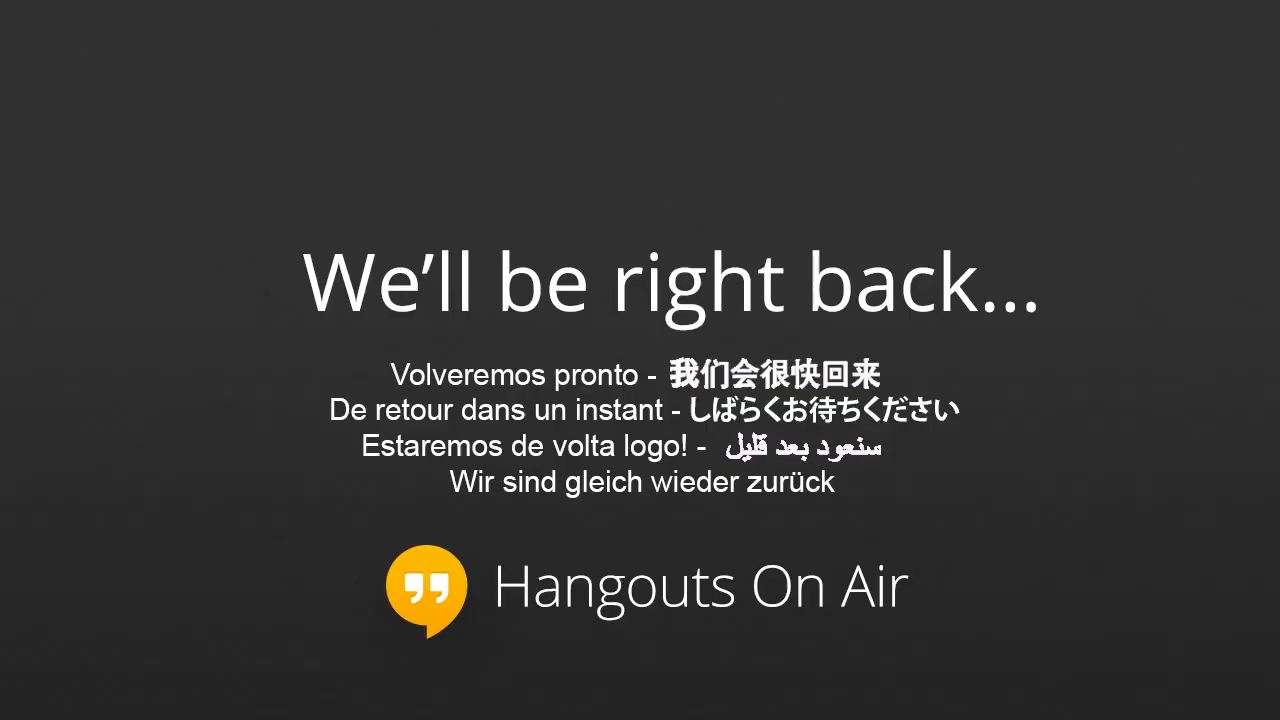 We’ll be right back...
Volveremos pronto - 我们会很快回来
De retour dans un instant - しばらくお待ちください
Estaremos de volta logo! - سنعود بعد قليل
Wir sind gleich wieder zurück
Hangouts On Air